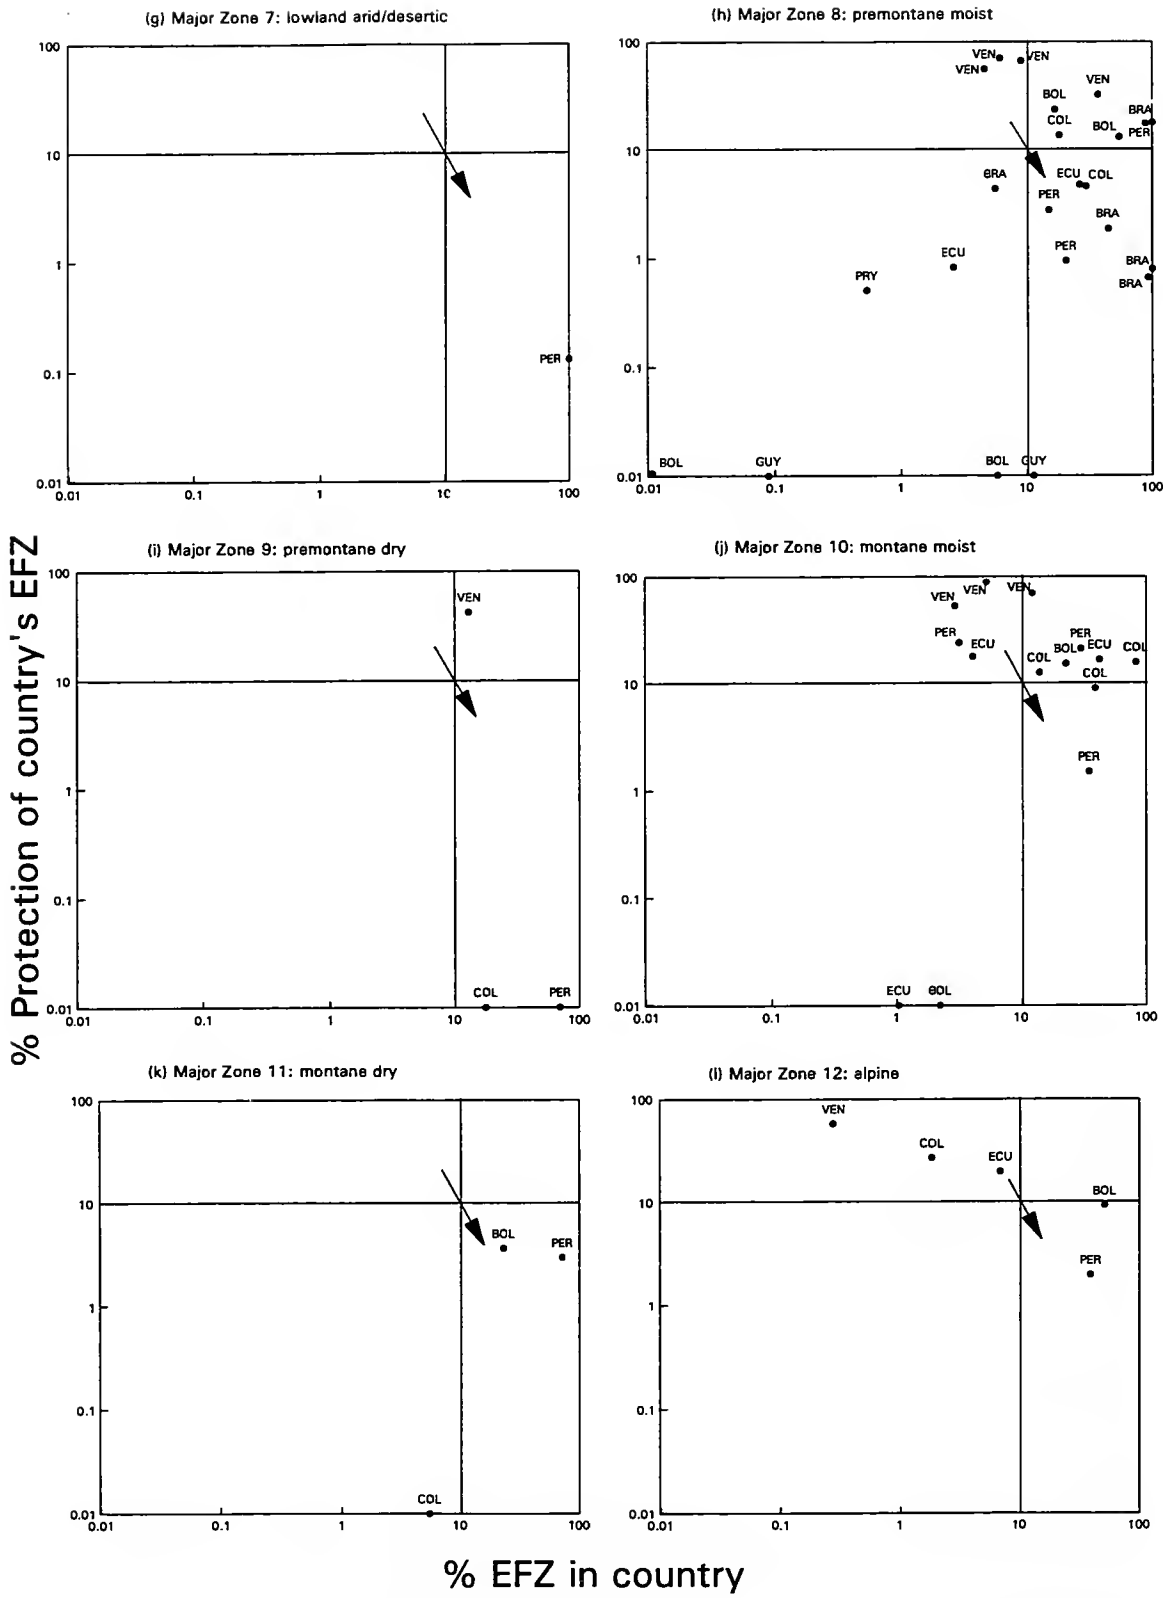 (g) Major Zone 7: lowland arid/desertic
100
10
1
0.1
0.01
PER
0.01 0.1 1 10 100
(h) Major Zone 8: premontane moist
100
10
1
0.1
0.01
VEN VEN
VEN
VEN
BOL
BRA
COL
BOL
PER
BRA
ECU COL
PER
BRA
PER
ECU
BRA
PRY
BRA
BOL GUY BOL GUY
0.01 0.1 1 10 100
% Protection of country's EFZ
(i) Major Zone 9: premontane dry
100
10
1
0.1
0.01
VEN
COL PER
0.01 0.1 1 10 100
(j) Major Zone 10: montane moist
100
10
1
0.1
0.01
VEN VEN
VEN
PER PER
ECU ECU
BOL COL
COL
COL
PER
ECU BOL
0.01 0.1 1 10 100
(k) Major Zone 11: montane dry
100
10
1
0.1
0.01
BOL
PER
COL
0.01 0.1 1 10 100
(l) Major Zone 12: alpine
100
10
1
0.1
0.01
VEN
COL
ECU
BOL
PER
0.01 0.1 1 10 100
% EFZ in country